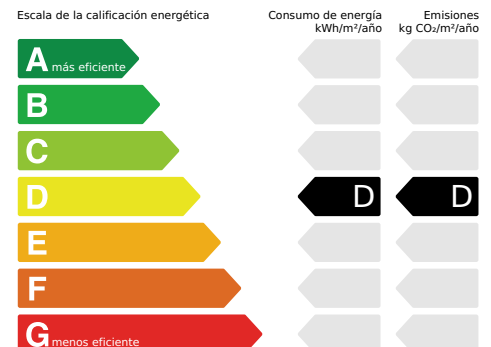 Escala de la calificación energética
Consumo de energía
kWh/m²/año
Emisiones
kg CO₂/m²/año
A más eficiente
B
C
D D D
E
F
G menos eficiente